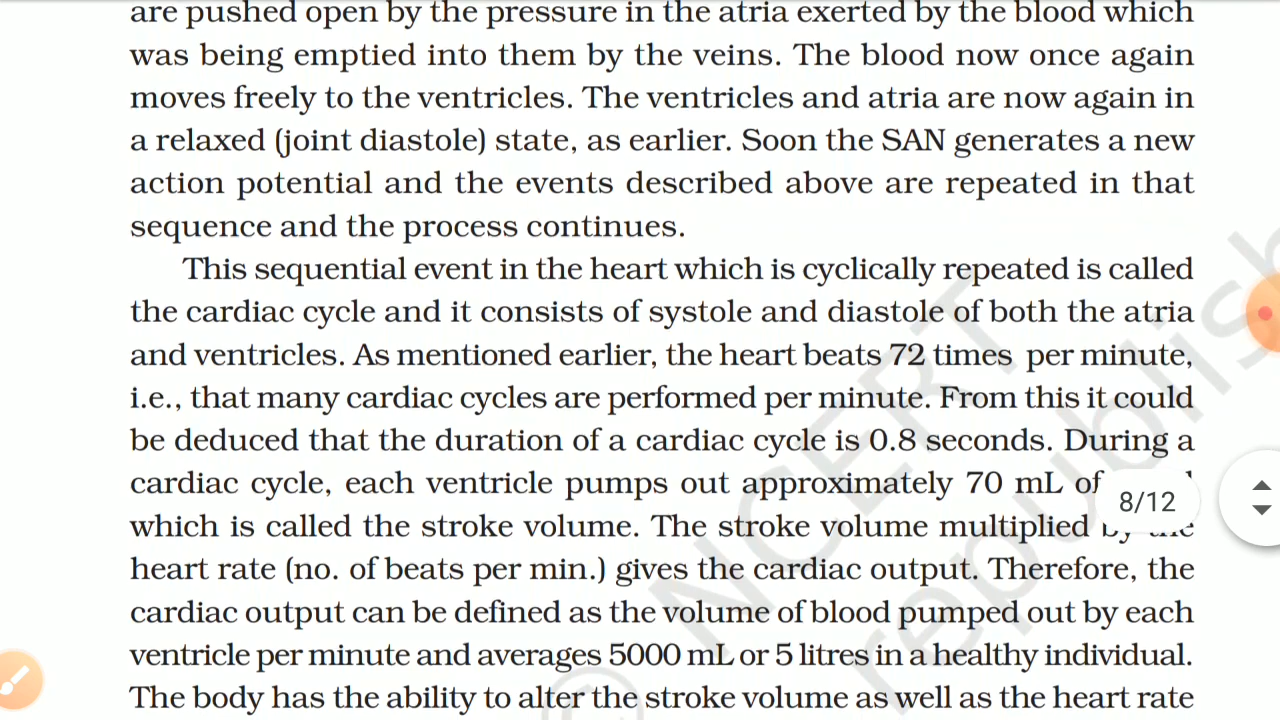 are pushed open by the pressure in the atria exerted by the blood which
was being emptied into them by the veins. The blood now once again
moves freely to the ventricles. The ventricles and atria are now again in
a relaxed (joint diastole) state, as earlier. Soon the SAN generates a new
action potential and the events described above are repeated in that
sequence and the process continues.
This sequential event in the heart which is cyclically repeated is called
the cardiac cycle and it consists of systole and diastole of both the atria
and ventricles. As mentioned earlier, the heart beats 72 times per minute,
i.e., that many cardiac cycles are performed per minute. From this it could
be deduced that the duration of a cardiac cycle is 0.8 seconds. During a
cardiac cycle, each ventricle pumps out approximately 70 mL of
8/12
which is called the stroke volume. The stroke volume multiplied
heart rate (no. of beats per min.) gives the cardiac output. Therefore, the
cardiac output can be defined as the volume of blood pumped out by each
ventricle per minute and averages 5000 mL or 5 litres in a healthy individual.
The body has the ability to alter the stroke volume as well as the heart rate
© NCERT